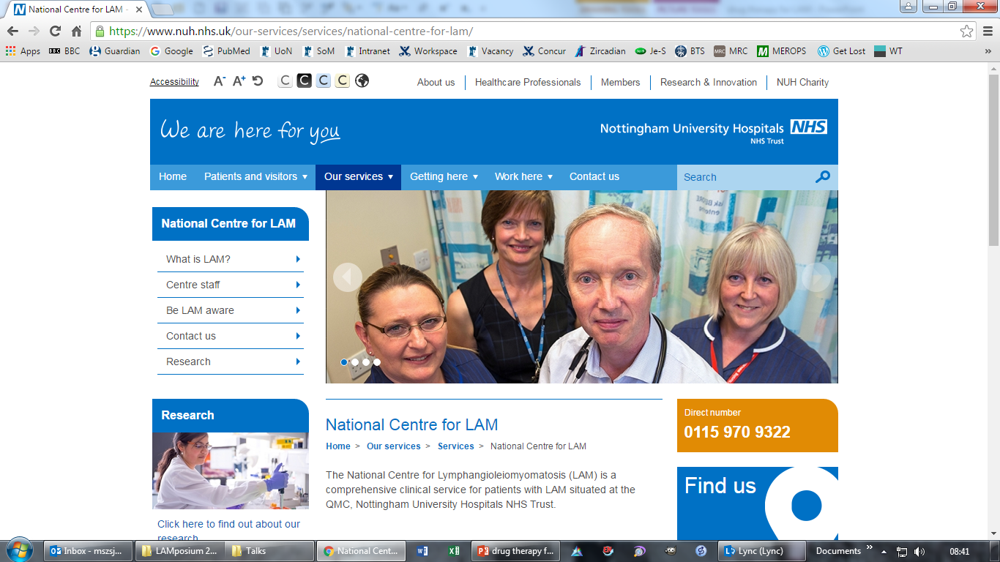 National Centre for LAM -
https://www.nuh.nhs.uk/our-services/services/national-centre-for-lam/
Apps BBC BBC Guardian Google PubMed UoN SoM Intranet Workspace Vacancy Concur Zircadian Je-S BTS MRC MRC MEROPS Get Lost WT »
Accessibility A- A+ C C C C About us Healthcare Professionals Members Research & Innovation NUH Charity
We are here for you
Nottingham University Hospitals NHS
NHS Trust
Home Patients and visitors Our services Getting here Work here Contact us Search
National Centre for LAM
What is LAM?
Centre staff
Be LAM aware
Contact us
Research
Research
Click here to find out about our
research
National Centre for LAM
Home > Our services > Services > National Centre for LAM
The National Centre for Lymphangioleiomyomatosis (LAM) is a
comprehensive clinical service for patients with LAM situated at the
QMC, Nottingham University Hospitals NHS Trust.
Direct number
0115 970 9322
Find us
Inbox - mszsj... LAMposium 2... Talks National Cent... drug therapy f... Lync (Lync) Documents » 08:41